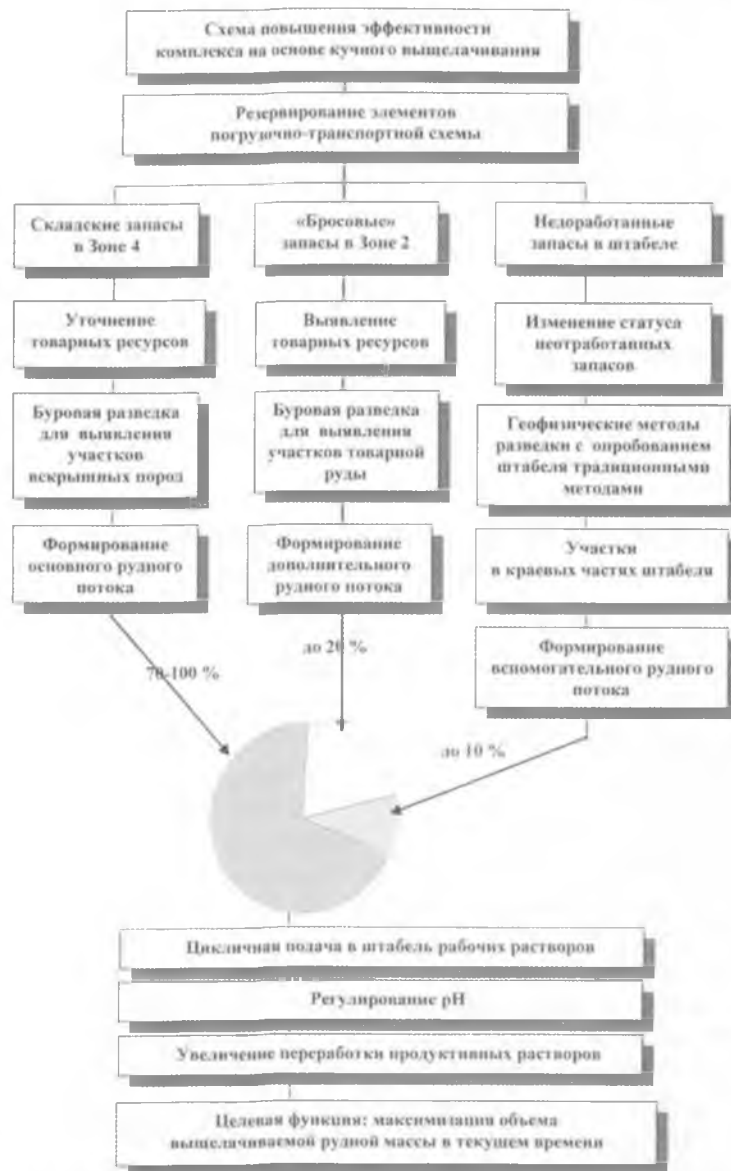 Схема повышения эффективности
комплекса на основе кучного выщелачивания
Резервирование элементов
погрузочно-транспортной схемы
Складские запасы
в Зоне 4
«Бросовые»
запасы в Зоне 2
Недоработанные
запасы в штабеле
Уточнение
товарных ресурсов
Выявление
товарных ресурсов
Изменение статуса
неотработанных
запасов
Буровая разведка
для выявления
участков
вскрышных пород
Буровая разведка
для выявления
участков товарной
руды
Геофизические методы
разведки с опробованием
штабеля традиционными
методами
Формирование
основного рудного
потока
Формирование
дополнительного
рудного потока
Участки
в краевых частях штабеля
Формирование
вспомогательного рудного
потока
70-100 %
до 20 %
до 10 %
Цикличная подача в штабель рабочих растворов
Регулирование pH
Увеличение переработки продуктивных растворов
Целевая функция: максимизация объема
выщелачиваемой рудной массы в текущем времени